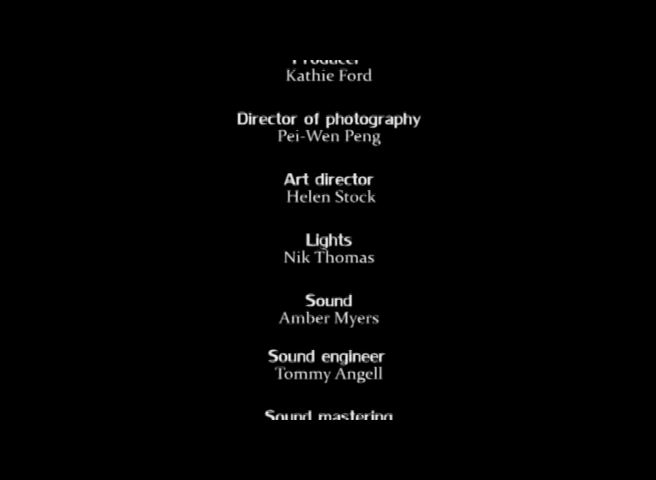 Producer
Kathie Ford
Director of photography
Pei-Wen Peng
Art director
Helen Stock
Lights
Nik Thomas
Sound
Amber Myers
Sound engineer
Tommy Angell
Sound mastering